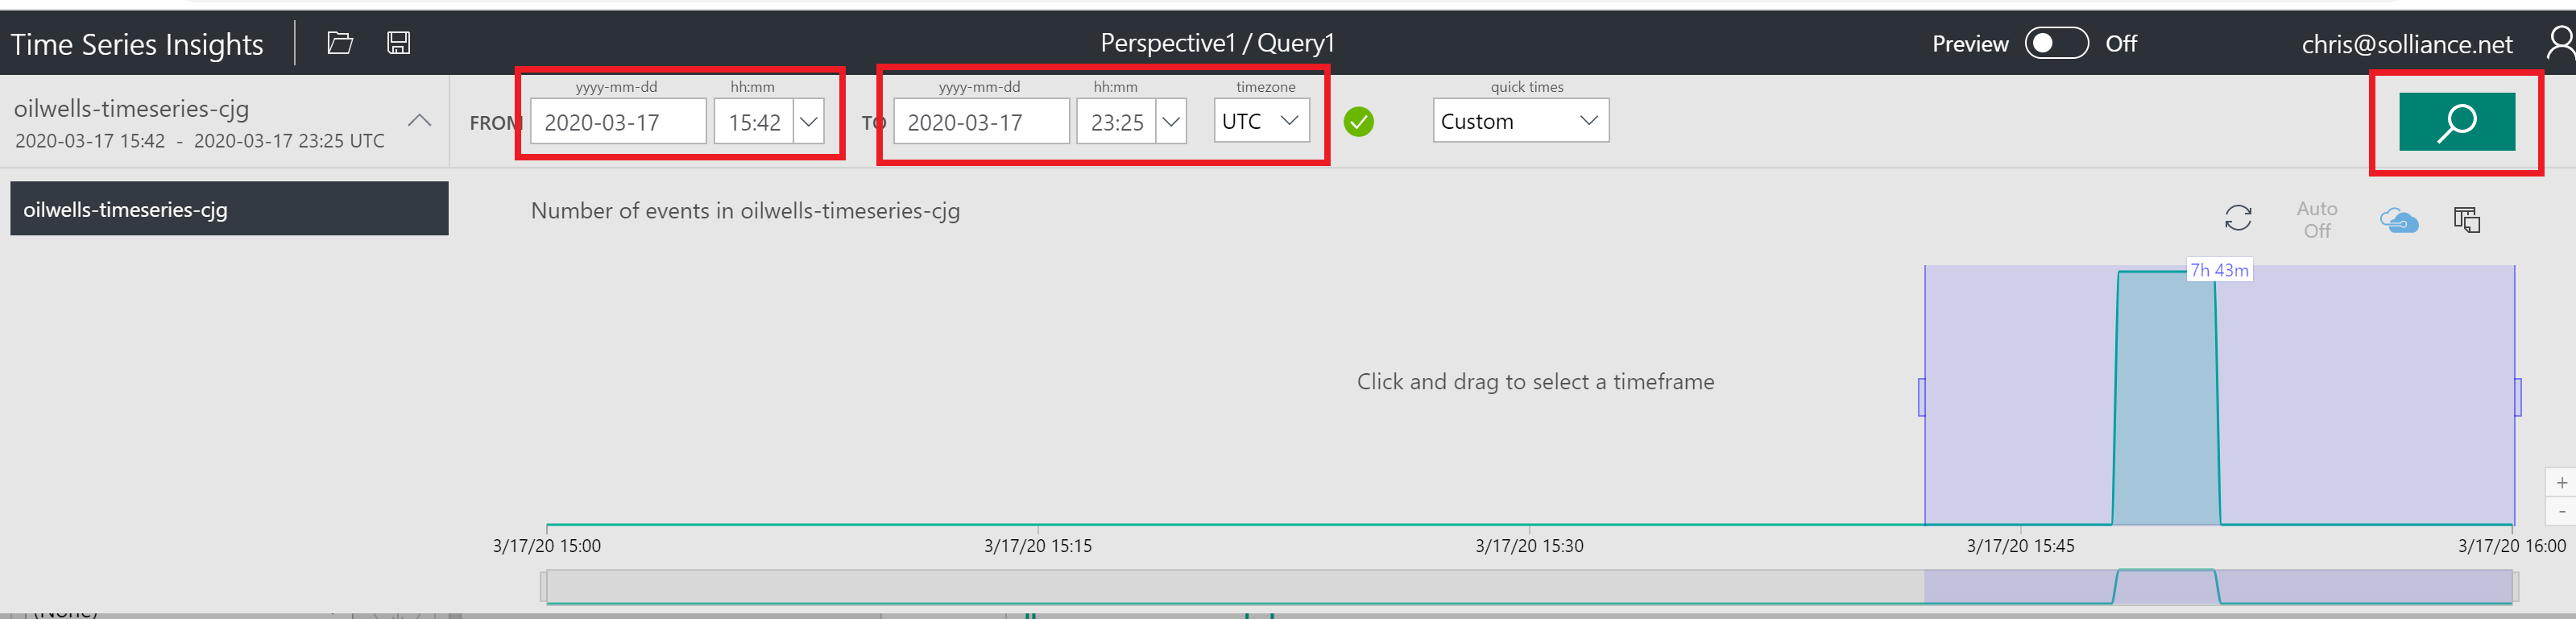 Time Series Insights
Perspective1 / Query1
Preview Off
chris@solliance.net
oilwells-timeseries-cjg
2020-03-17 15:42 - 2020-03-17 23:25 UTC
yyyy-mm-dd hh:mm yyyy-mm-dd hh:mm timezone quick times
FROM 2020-03-17 15:42 TO 2020-03-17 23:25 UTC Custom
oilwells-timeseries-cjg
Number of events in oilwells-timeseries-cjg
Auto
Off
7h 43m
Click and drag to select a timeframe
+
-
3/17/20 15:00 3/17/20 15:15 3/17/20 15:30 3/17/20 15:45 3/17/20 16:00
(None)